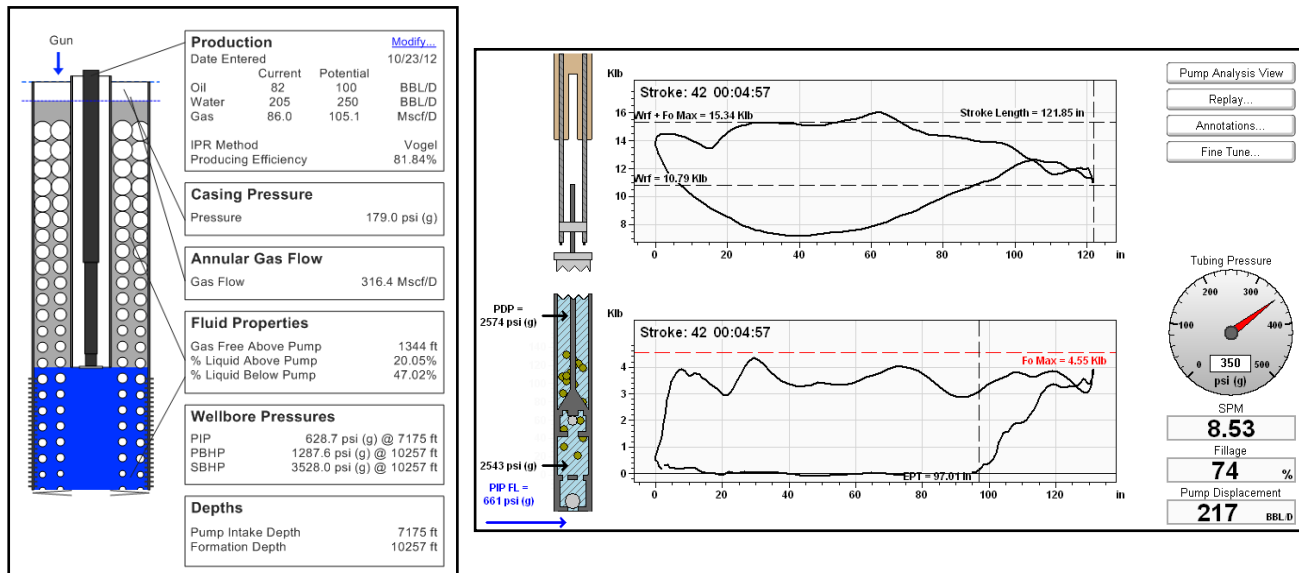 Gun
Production Modify...
Date Entered 10/23/12
Current Potential
Oil 82 100 BBL/D
Water 205 250 BBL/D
Gas 86.0 105.1 Mscf/D
IPR Method Vogel
Producing Efficiency 81.84%
Casing Pressure
Pressure 179.0 psi (g)
Annular Gas Flow
Gas Flow 316.4 Mscf/D
Fluid Properties
Gas Free Above Pump 1344 ft
% Liquid Above Pump 20.05%
% Liquid Below Pump 47.02%
Wellbore Pressures
PIP 628.7 psi (g) @ 7175 ft
PBHP 1287.6 psi (g) @ 10257 ft
SBHP 3528.0 psi (g) @ 10257 ft
Depths
Pump Intake Depth 7175 ft
Formation Depth 10257 ft
PDP =
2574 psi (g)
2543 psi (g)
PIP FL =
661 psi (g)
Klb
Stroke: 42 00:04:57
Wrf + Fo Max = 15.34 Klb
Stroke Length = 121.85 in
Wrf = 10.79 Klb
16
14
12
10
8
0 20 40 60 80 100 120 in
Klb
Stroke: 42 00:04:57
Fo Max = 4.55 Klb
EPT = 97.01 in
4
3
2
1
0
0 20 40 60 80 100 120 in
Pump Analysis View
Replay...
Annotations...
Fine Tune...
Tubing Pressure
0 100 200 300 400 500
350
psi (g)
SPM
8.53
Fillage
74 %
Pump Displacement
217 BBL/D